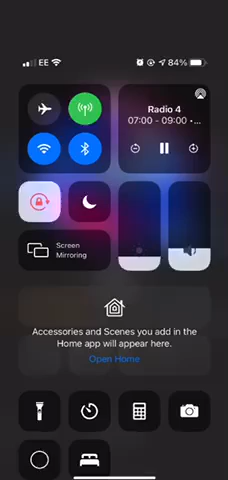 EE 84%
Radio 4
07:00 - 09:00 •...
Screen
Mirroring
Accessories and Scenes you add in the
Home app will appear here.
Open Home